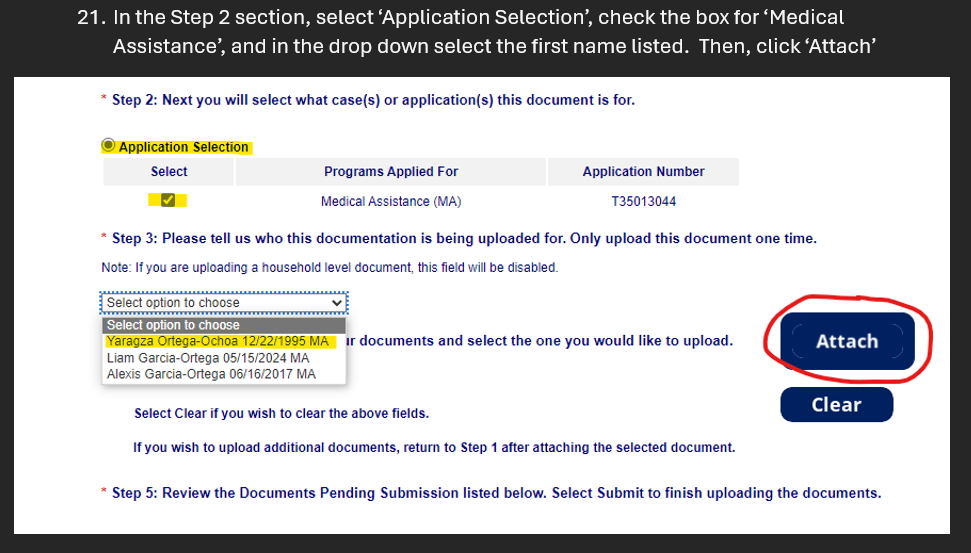 21. In the Step 2 section, select ‘Application Selection’, check the box for ‘Medical
Assistance’, and in the drop down select the first name listed. Then, click ‘Attach’
* Step 2: Next you will select what case(s) or application(s) this document is for.
Application Selection
Select Programs Applied For Application Number
Medical Assistance (MA) T35013044
* Step 3: Please tell us who this documentation is being uploaded for. Only upload this document one time.
Note: If you are uploading a household level document, this field will be disabled.
Select option to choose
Select option to choose
Yaragza Ortega-Ochoa 12/22/1995 MA
documents and select the one you would like to upload.
Liam Garcia-Ortega 05/15/2024 MA
Alexis Garcia-Ortega 06/16/2017 MA
Attach
Clear
Select Clear if you wish to clear the above fields.
If you wish to upload additional documents, return to Step 1 after attaching the selected document.
* Step 5: Review the Documents Pending Submission listed below. Select Submit to finish uploading the documents.